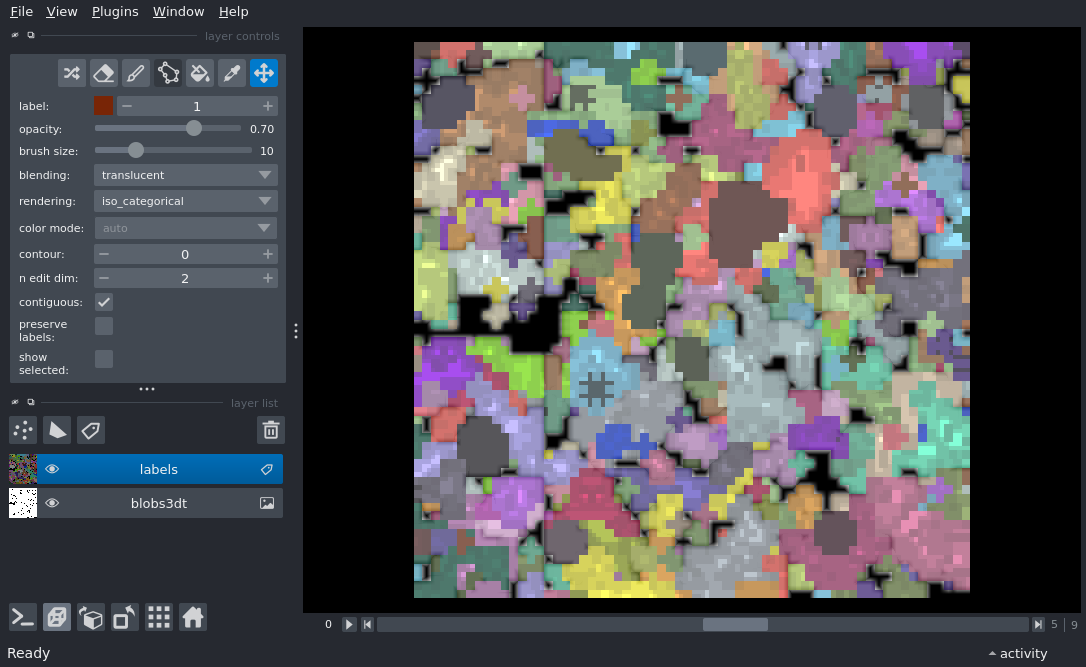 File View Plugins Window Help
layer controls
label: 1
opacity: 0.70
brush size: 10
blending: translucent
rendering: iso_categorical
color mode: auto
contour: 0
n edit dim: 2
contiguous:
preserve
labels:
show
selected:
layer list
labels
blobs3dt
0 5 9
Ready activity